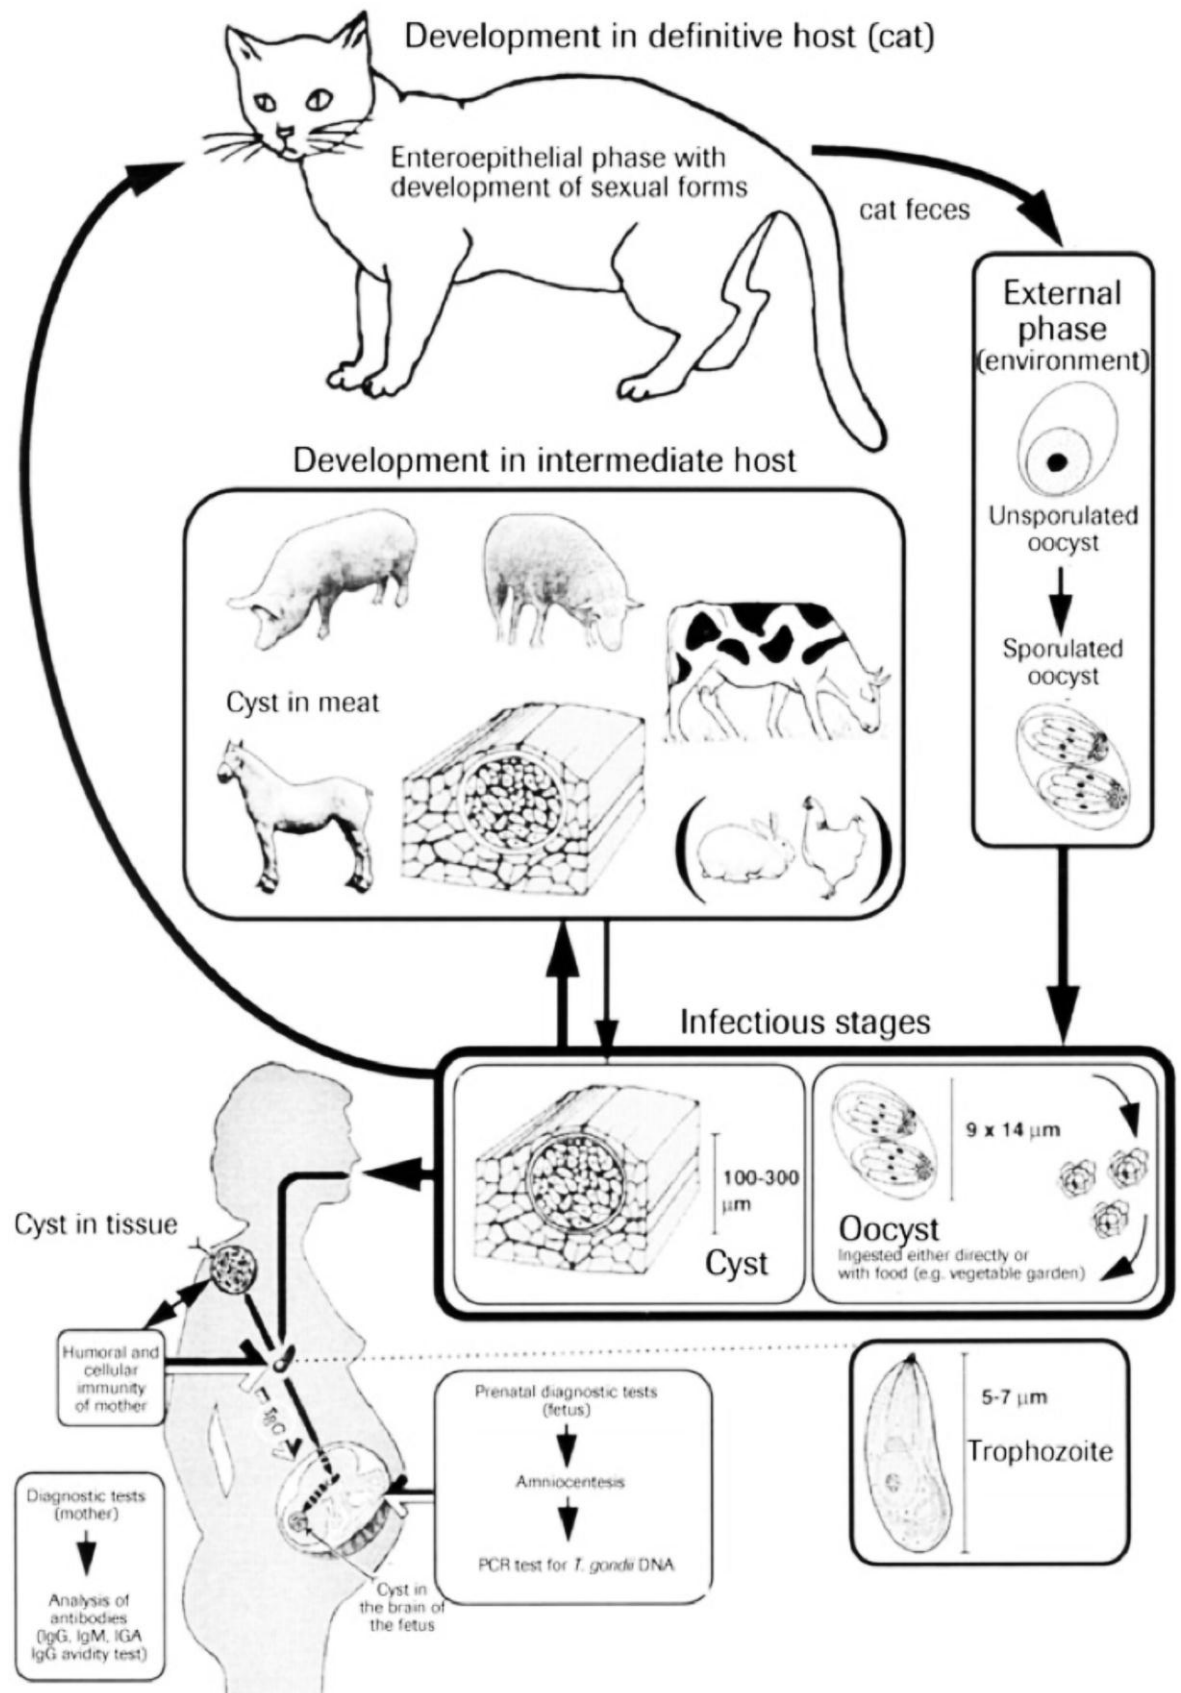 Development in definitive host (cat)
Enteroepithelial phase with
development of sexual forms
cat feces
External
phase
(environment)
Unsporulated
oocyst
Sporulated
oocyst
Development in intermediate host
Cyst in meat
Infectious stages
100-300
μm
Cyst
9 x 14 μm
Oocyst
Ingested either directly or
with food (e.g. vegetable garden)
Cyst in tissue
Humoral and
cellular
immunity
of mother
IgG
Prenatal diagnostic tests
(fetus)
Amniocentesis
PCR test for T. gondii DNA
5-7 μm
Trophozoite
Diagnostic tests
(mother)
Analysis of
antibodies
(IgG, IgM, IGA
IgG avidity test)
Cyst in
the brain of
the fetus